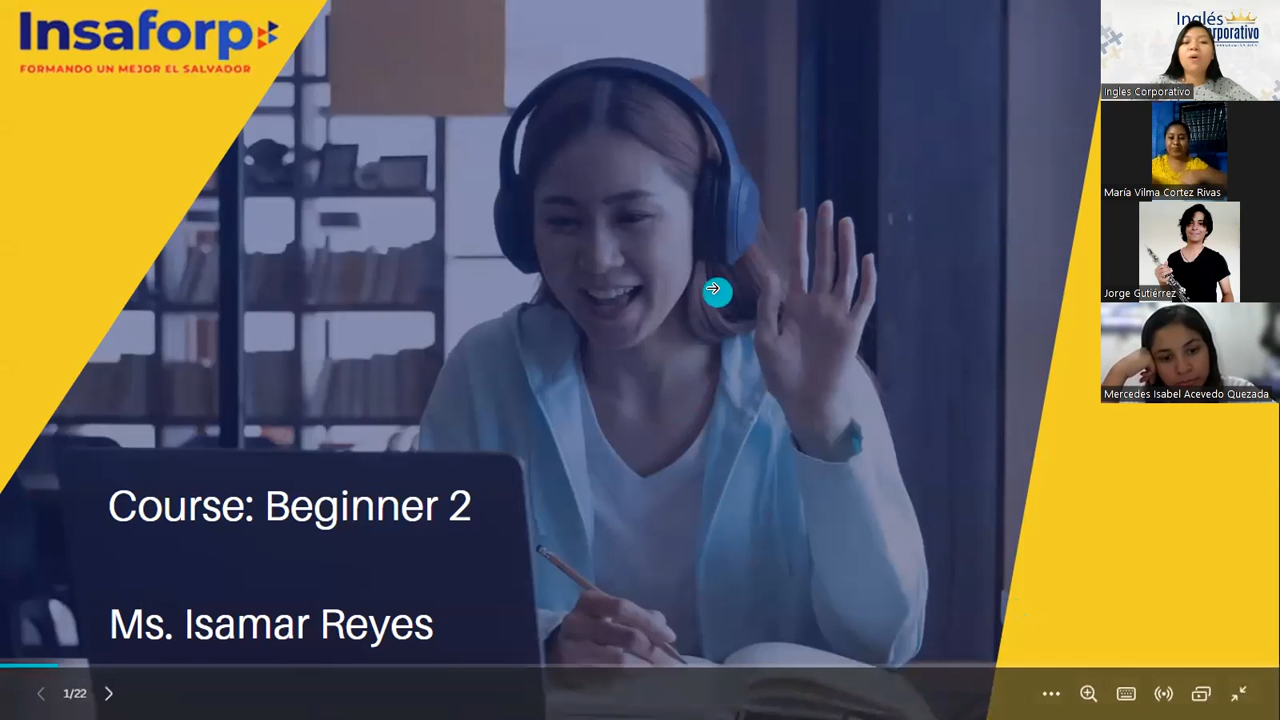 Insaforp
FORMANDO UN MEJOR EL SALVADOR
Course: Beginner 2
Ms. Isamar Reyes
1/22
Inglés
Corporativo
Ingles Corporativo
María Vilma Cortez Rivas
Jorge Gutiérrez
Mercedes Isabel Acevedo Quezada